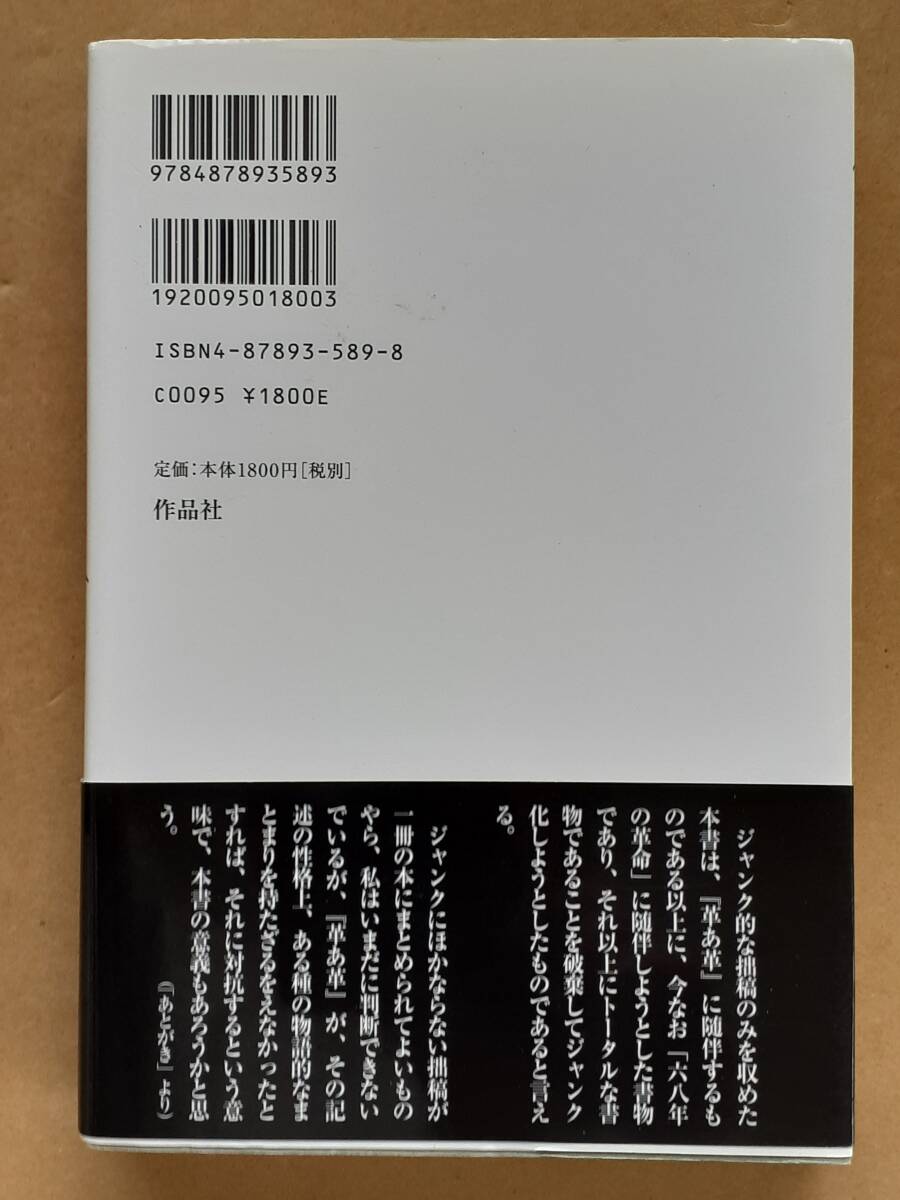 9784878935893
1920095018003
ISBN4-87893-589-8
C0095 ¥1800E
定価：本体1800円［税別］
作品社
ジャンク的な拙稿のみを収めた
本書は、『革あ革』に随伴するも
のである以上に、今なお「六八年
の革命」に随伴しようとした書物
であり、それ以上にトータルな書
物であることを破棄してジャンク
化しようとしたものであると言え
る。
ジャンクにほかならない拙稿が
一冊の本にまとめられてよいもの
やら、私はいまだに判断できない
でいるが、『革あ革』が、その記
述の性格上、ある種の物語的なま
とまりを持たざるをえなかったと
すれば、それに対抗するという意
味で、本書の意義もあろうかと思
う。
（「あとがき」より）